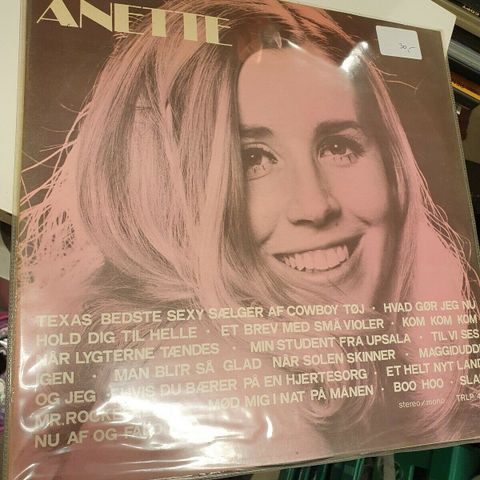 ANETTE
30,-
TEXAS BEDSTE SEXY SÆLGER AF COWBOY TØJ · HVAD GØR JEG NU
HOLD DIG TIL HELLE · ET BREV MED SMÅ VIOLER · KOM KOM KOM
NÅR LYGTERNE TÆNDES · MIN STUDENT FRA UPSALA · TIL VI SES
IGEN · MAN BLI'R SÅ GLAD NÅR SOLEN SKINNER · MAGGIDUDDI
OG JEG · HVIS DU BÆRER PÅ EN HJERTESORG · ET HELT NYT LAND
MR. MØD MIG I NAT PÅ MÅNEN · BOO HOO · SLA
NU AF OG
stereo/mono TRLP